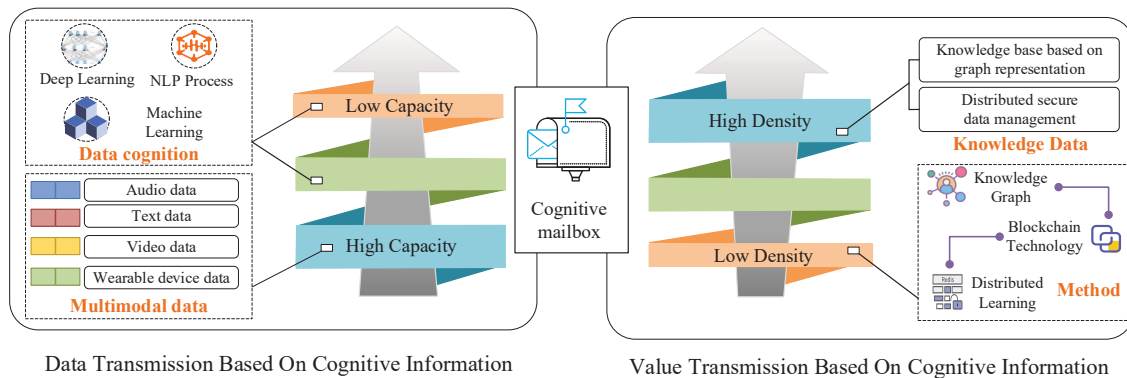 Deep Learning
NLP Process
Machine
Learning
Data cognition
Audio data
Text data
Video data
Wearable device data
Multimodal data
Low Capacity
High Capacity
Cognitive
mailbox
High Density
Low Density
Knowledge base based on
graph representation
Distributed secure
data management
Knowledge Data
Knowledge
Graph
Blockchain
Technology
Redis
Distributed
Learning
Method
Data Transmission Based On Cognitive Information
Value Transmission Based On Cognitive Information